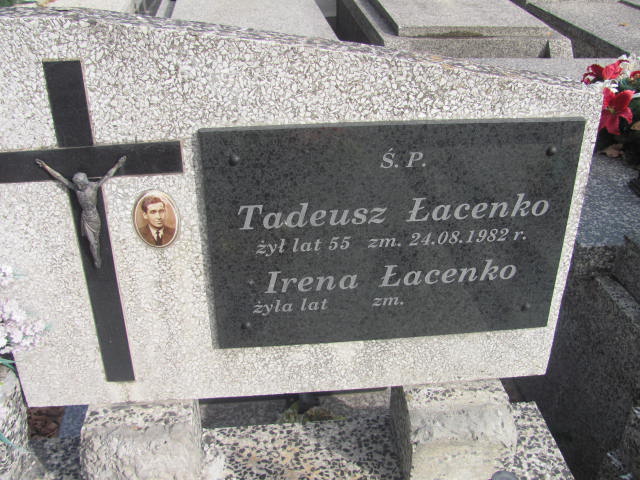 Ś.P.
Tadeusz Łacenko
żył lat 55 zm. 24.08.1982 r.
Irena Łacenko
żyła lat zm.